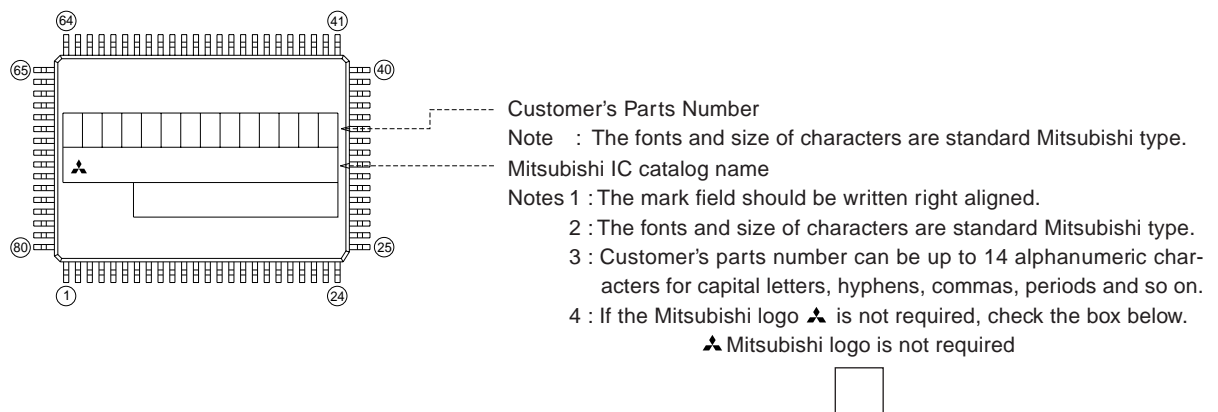 64 41
65 40
Customer's Parts Number
Note : The fonts and size of characters are standard Mitsubishi type.
Mitsubishi IC catalog name
Notes 1 : The mark field should be written right aligned.
2 : The fonts and size of characters are standard Mitsubishi type.
80 25
3 : Customer's parts number can be up to 14 alphanumeric char-
acters for capital letters, hyphens, commas, periods and so on.
1 24
4 : If the Mitsubishi logo is not required, check the box below.
Mitsubishi logo is not required